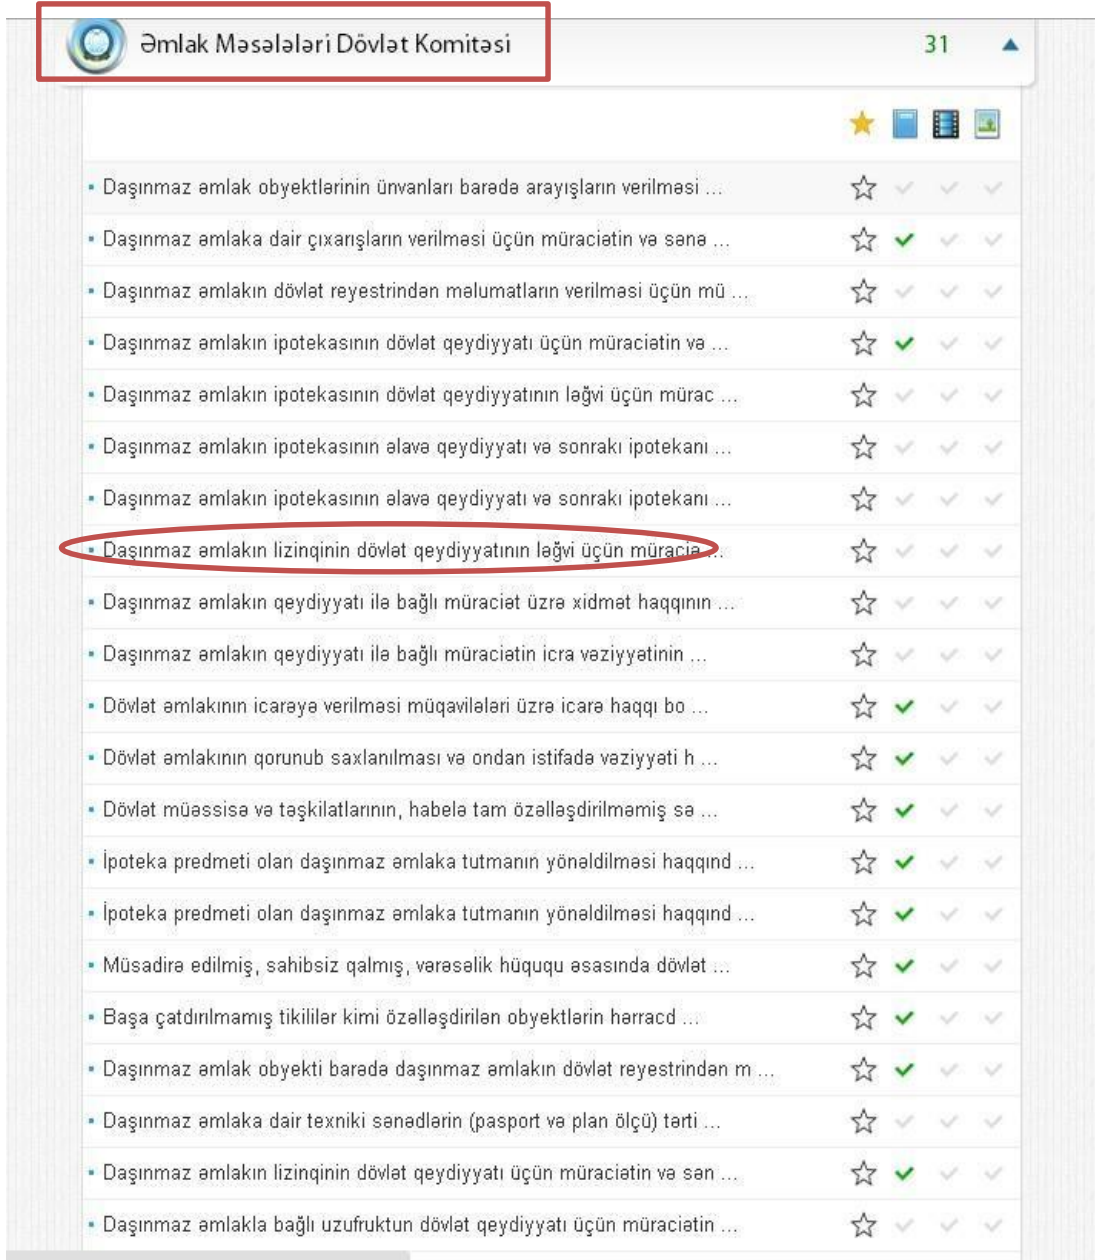 Əmlak Məsələləri Dövlət Komitəsi 31
Daşınmaz əmlak obyektlərinin ünvanları barədə arayışların verilməsi ...
Daşınmaz əmlaka dair çıxarışların verilməsi üçün müraciətin və sənə ...
Daşınmaz əmlakın dövlət reyestrindən məlumatların verilməsi üçün mü ...
Daşınmaz əmlakın ipotekasının dövlət qeydiyyatı üçün müraciətin və ...
Daşınmaz əmlakın ipotekasının dövlət qeydiyyatının ləğvi üçün mürac ...
Daşınmaz əmlakın ipotekasının əlavə qeydiyyatı və sonrakı ipotekanı ...
Daşınmaz əmlakın ipotekasının əlavə qeydiyyatı və sonrakı ipotekanı ...
Daşınmaz əmlakın lizinqinin dövlət qeydiyyatının ləğvi üçün müraciə ...
Daşınmaz əmlakın qeydiyyatı ilə bağlı müraciət üzrə xidmət haqqının ...
Daşınmaz əmlakın qeydiyyatı ilə bağlı müraciətin icra vəziyyətinin ...
Dövlət əmlakının icarəyə verilməsi müqavilələri üzrə icarə haqqı bo ...
Dövlət əmlakının qorunub saxlanılması və ondan istifadə vəziyyəti h ...
Dövlət müəssisə və təşkilatlarının, habelə tam özəlləşdirilməmiş sə ...
İpoteka predmeti olan daşınmaz əmlaka tutmanın yönəldilməsi haqqınd ...
İpoteka predmeti olan daşınmaz əmlaka tutmanın yönəldilməsi haqqınd ...
Müsadirə edilmiş, sahibsiz qalmış, vərəsəlik hüququ əsasında dövlət ...
Başa çatdırılmamış tikililər kimi özəlləşdirilən obyektlərin hərracd ...
Daşınmaz əmlak obyekti barədə daşınmaz əmlakın dövlət reyestrindən m ...
Daşınmaz əmlaka dair texniki sənədlərin (pasport və plan ölçü) tərti ...
Daşınmaz əmlakın lizinqinin dövlət qeydiyyatı üçün müraciətin və sən ...
Daşınmaz əmlakla bağlı uzufruktun dövlət qeydiyyatı üçün müraciətin ...